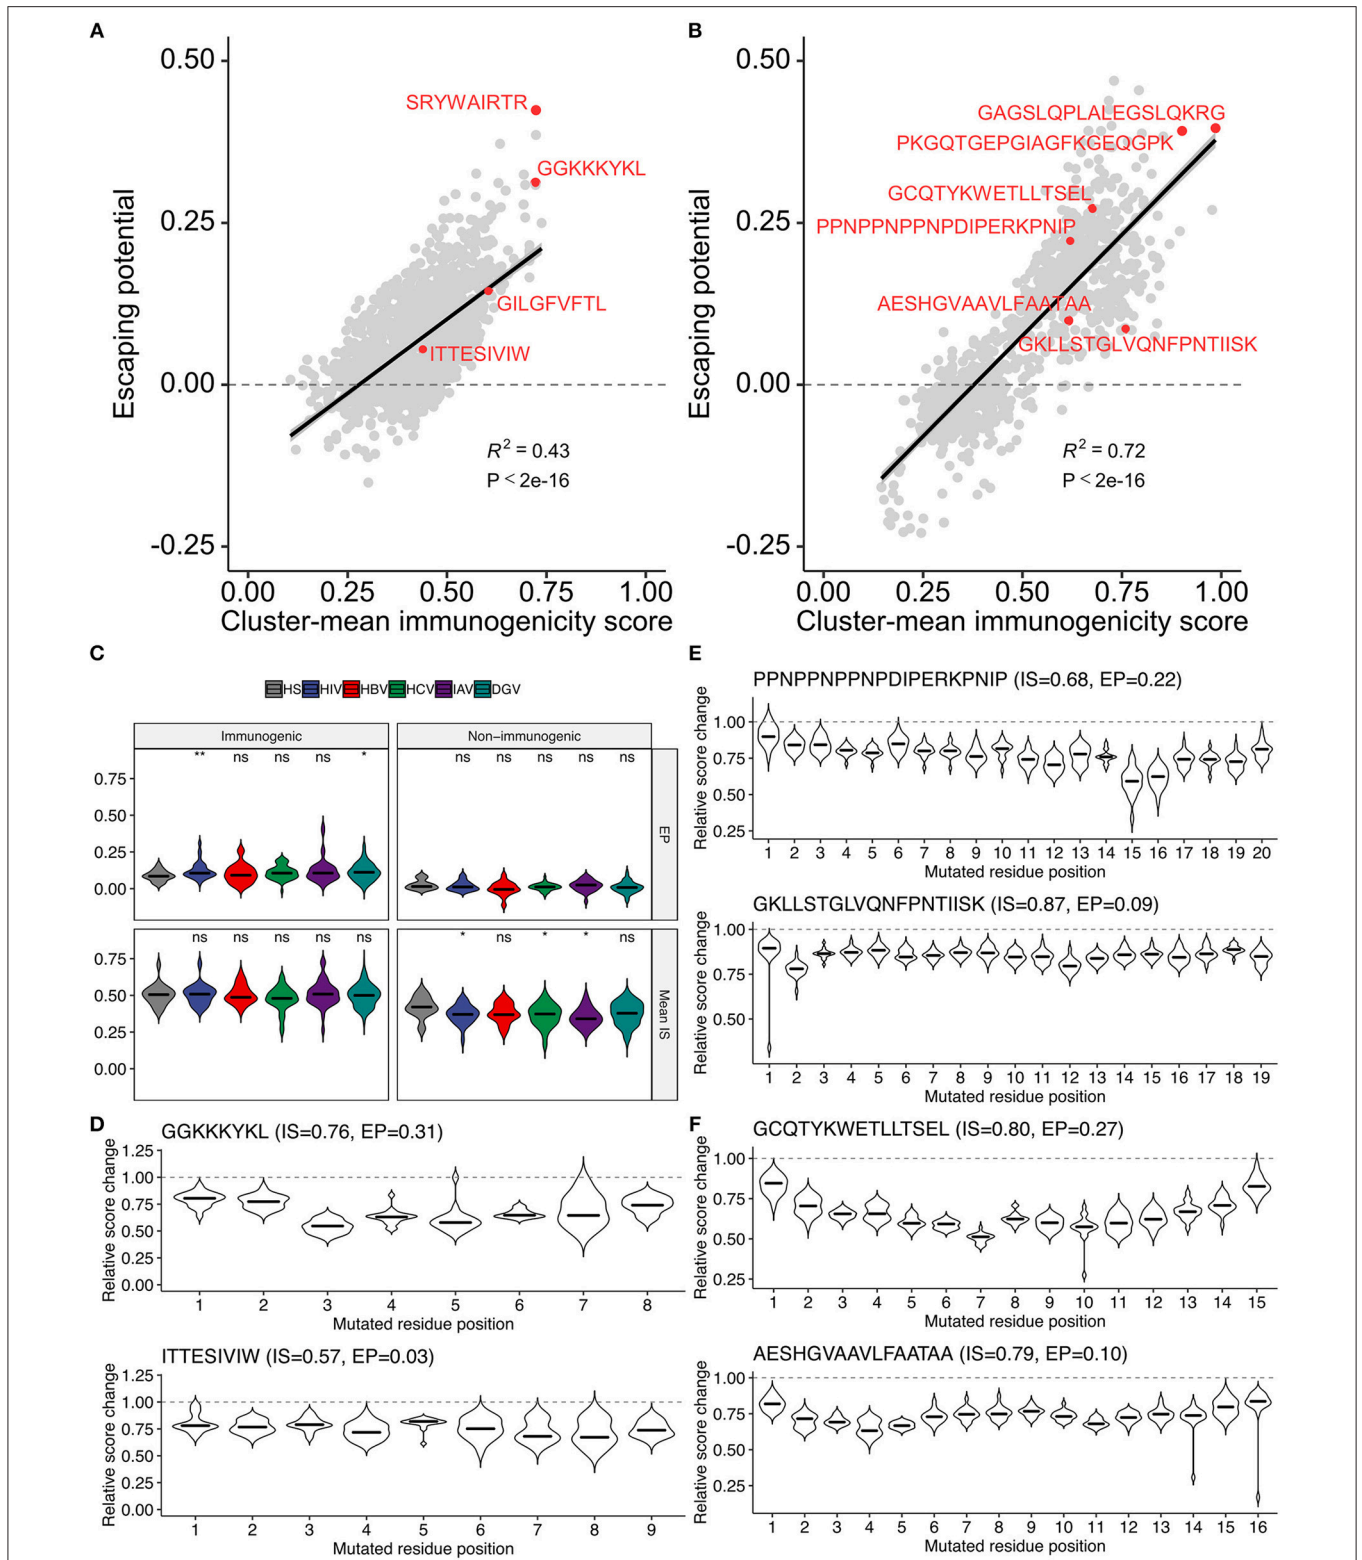 A
0.50
0.25
0.00
-0.25
Escaping potential
SRYWAIRTR
GGKKKYKL
GILGFVFTL
ITTESIVIW
R² = 0.43
P < 2e-16
0.00 0.25 0.50 0.75 1.00
Cluster-mean immunogenicity score
B
0.50
0.25
0.00
-0.25
Escaping potential
GAGSLQPLALEGSLQKRG
PKGQTGEPGIAGFKGEQGPK
GCQTYKWETLLTSEL
PPNPPNPPNPDIPERKPNIP
AESHGVAAVLFAATAA
GKLLSTGLVQNFPNTIISK
R² = 0.72
P < 2e-16
0.00 0.25 0.50 0.75 1.00
Cluster-mean immunogenicity score
C
HS HIV HBV HCV IAV DGV
Immunogenic Non−immunogenic
** ns ns ns *
ns ns ns ns ns
0.75
0.50
0.25
0.00
EP
ns ns ns ns ns
* ns * * ns
0.75
0.50
0.25
0.00
Mean IS
D
GGKKKYKL (IS=0.76, EP=0.31)
1.25
1.00
0.75
0.50
0.25
0.00
Relative score change
1 2 3 4 5 6 7 8
Mutated residue position
ITTESIVIW (IS=0.57, EP=0.03)
1.25
1.00
0.75
0.50
0.25
0.00
Relative score change
1 2 3 4 5 6 7 8 9
Mutated residue position
E
PPNPPNPPNPDIPERKPNIP (IS=0.68, EP=0.22)
1.00
0.75
0.50
0.25
Relative score change
1 2 3 4 5 6 7 8 9 10 11 12 13 14 15 16 17 18 19 20
Mutated residue position
GKLLSTGLVQNFPNTIISK (IS=0.87, EP=0.09)
1.00
0.75
0.50
Relative score change
1 2 3 4 5 6 7 8 9 10 11 12 13 14 15 16 17 18 19
Mutated residue position
F
GCQTYKWETLLTSEL (IS=0.80, EP=0.27)
1.00
0.75
0.50
0.25
Relative score change
1 2 3 4 5 6 7 8 9 10 11 12 13 14 15
Mutated residue position
AESHGVAAVLFAATAA (IS=0.79, EP=0.10)
1.00
0.75
0.50
0.25
Relative score change
1 2 3 4 5 6 7 8 9 10 11 12 13 14 15 16
Mutated residue position